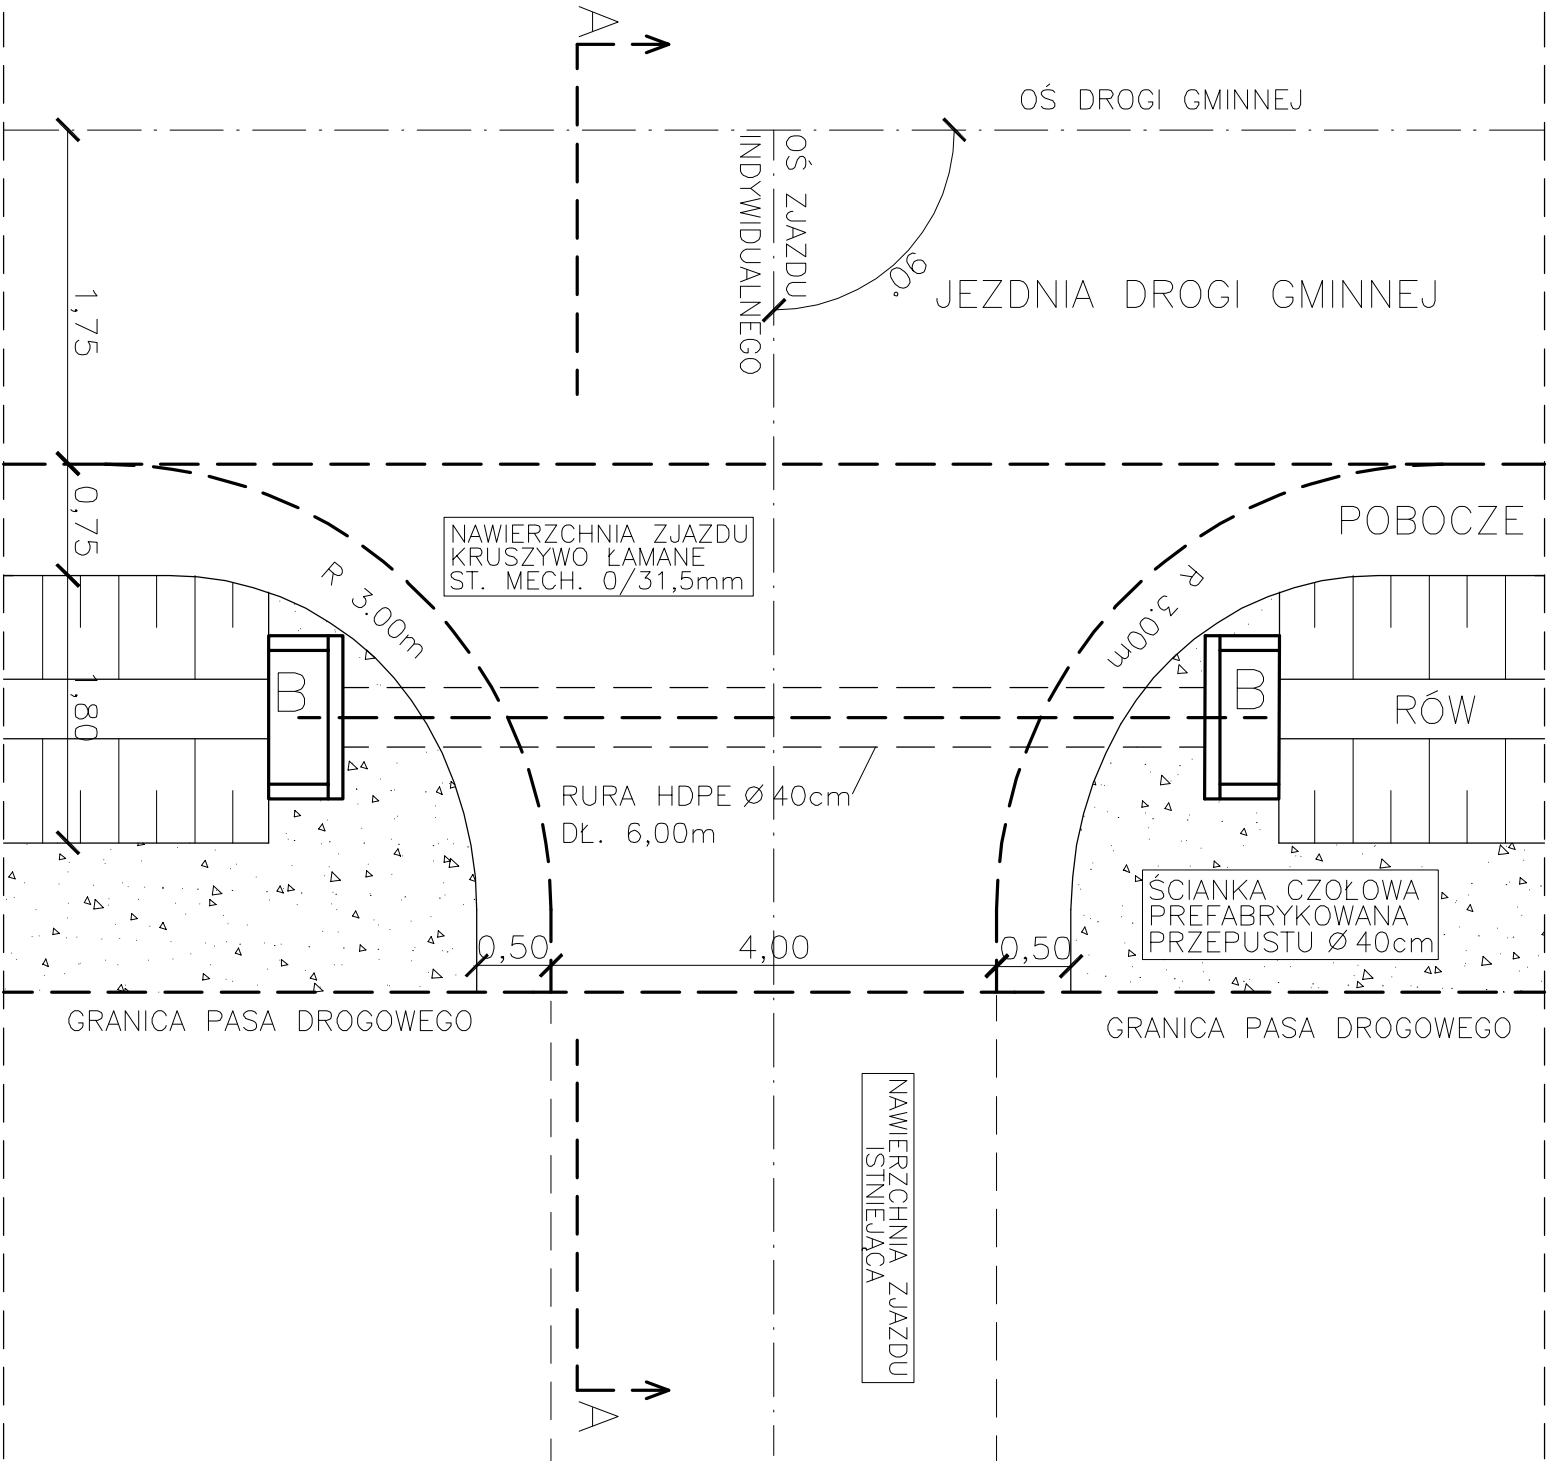 A
OŚ DROGI GMINNEJ
OŚ ZJAZDU
INDYWIDUALNEGO
90°
JEZDNIA DROGI GMINNEJ
1,75
0,75
1,80
POBOCZE
NAWIERZCHNIA ZJAZDU
KRUSZYWO ŁAMANE
ST. MECH. 0/31,5mm
R 3.00m
R 3.00m
B
B
RÓW
RURA HDPE Ø 40cm
DŁ. 6,00m
ŚCIANKA CZOŁOWA
PREFABRYKOWANA
PRZEPUSTU Ø 40cm
0,50
4,00
0,50
GRANICA PASA DROGOWEGO
GRANICA PASA DROGOWEGO
NAWIERZCHNIA ZJAZDU
ISTNIEJĄCA
A